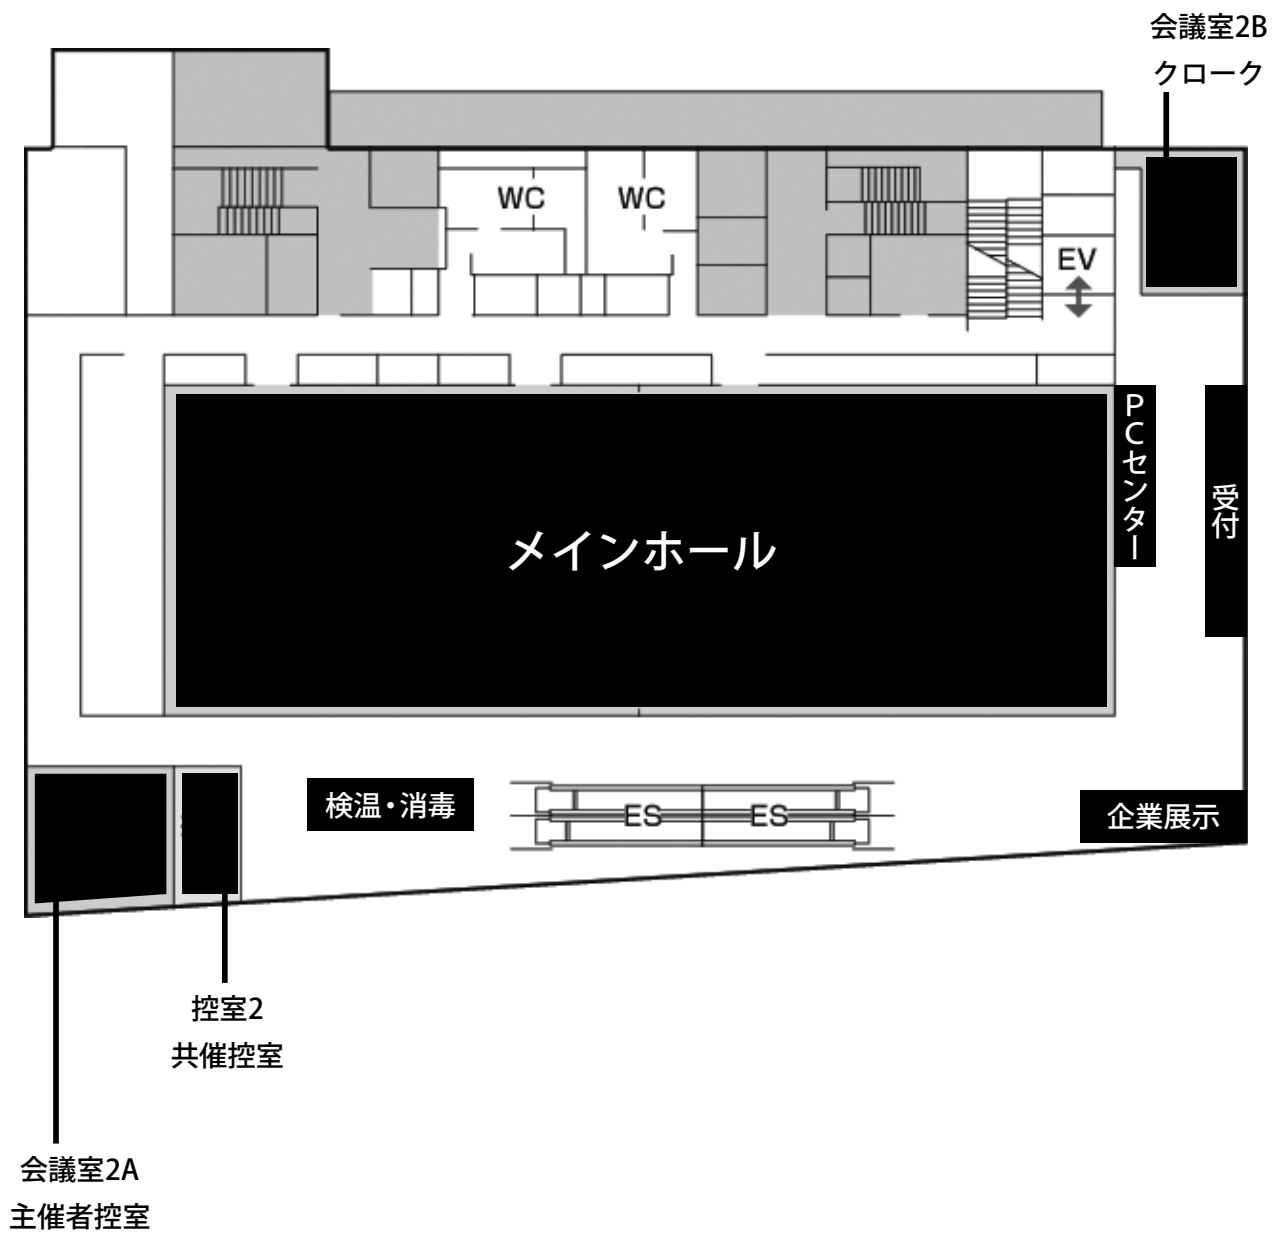 会議室2B
クローク
WC
WC
EV
PCセンター
受付
メインホール
検温・消毒
ES
ES
企業展示
控室2
共催控室
会議室2A
主催者控室